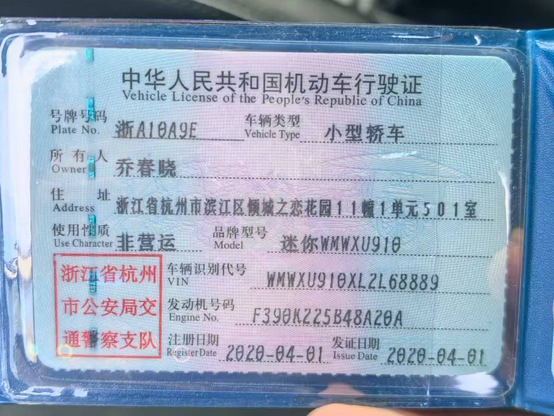 中华人民共和国机动车行驶证
Vehicle License of the People's Republic of China
号牌号码 Plate No. 浙A10A9E 车辆类型 Vehicle Type 小型轿车
所有人 Owner 乔春晓
住址 Address 浙江省杭州市滨江区倾城之恋花园11幢1单元501室
使用性质 Use Character 非营运 品牌型号 Model 迷你WMWXU910
浙江省杭州
市公安局交
通警察支队
车辆识别代号 VIN WMWXU910XL2L68889
发动机号码 Engine No. F390K225B48A20A
注册日期 Register Date 2020-04-01 发证日期 Issue Date 2020-04-01